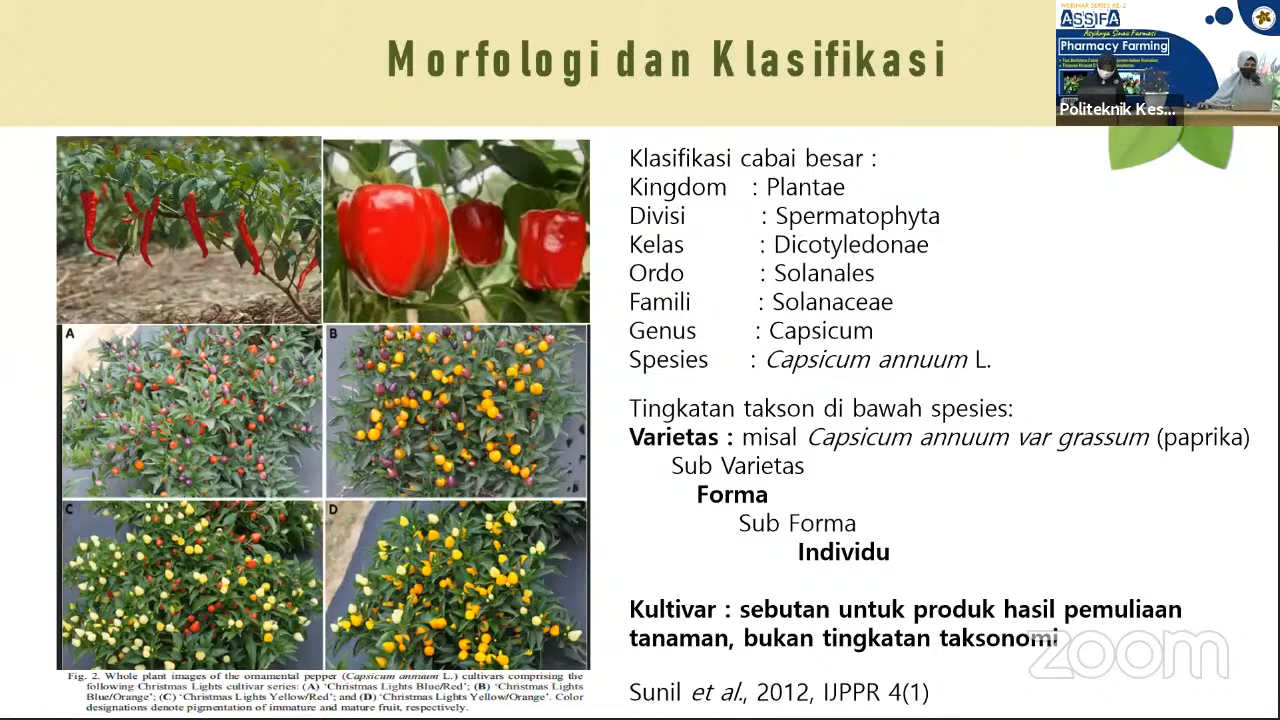 Morfologi dan Klasifikasi
WEBINAR SERIES KE-2
ASSIFA
Asyiknya Sinau Farmasi
Pharmacy Farming
Politeknik Kes...
Klasifikasi cabai besar :
Kingdom : Plantae
Divisi : Spermatophyta
Kelas : Dicotyledonae
Ordo : Solanales
Famili : Solanaceae
Genus : Capsicum
Spesies : Capsicum annuum L.
Tingkatan takson di bawah spesies:
Varietas : misal Capsicum annuum var grassum (paprika)
Sub Varietas
Forma
Sub Forma
Individu
Kultivar : sebutan untuk produk hasil pemuliaan
tanaman, bukan tingkatan taksonomi
Sunil et al., 2012, IJPPR 4(1)
zoom
A
B
C
D
Fig. 2. Whole plant images of the ornamental pepper (Capsicum annuum L.) cultivars comprising the
following Christmas Lights cultivar series: (A) 'Christmas Lights Blue/Red'; (B) 'Christmas Lights
Blue/Orange'; (C) 'Christmas Lights Yellow/Red'; and (D) 'Christmas Lights Yellow/Orange'. Color
designations denote pigmentation of immature and mature fruit, respectively.